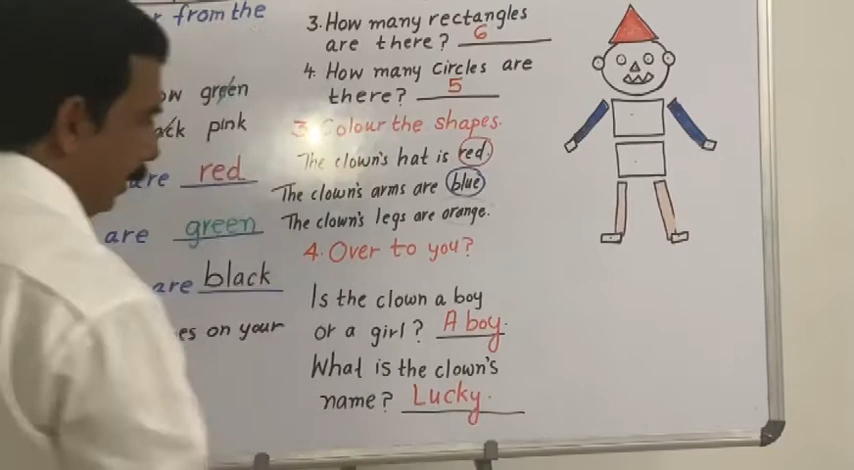 from the
green
pink
are red
are green
are black
es on your
3. How many rectangles
are there? 6
4. How many circles are
there? 5
3. Colour the shapes.
The clown's hat is red.
The clown's arms are blue
The clown's legs are orange.
4. Over to you?
Is the clown a boy
or a girl? A boy.
What is the clown's
name? Lucky.